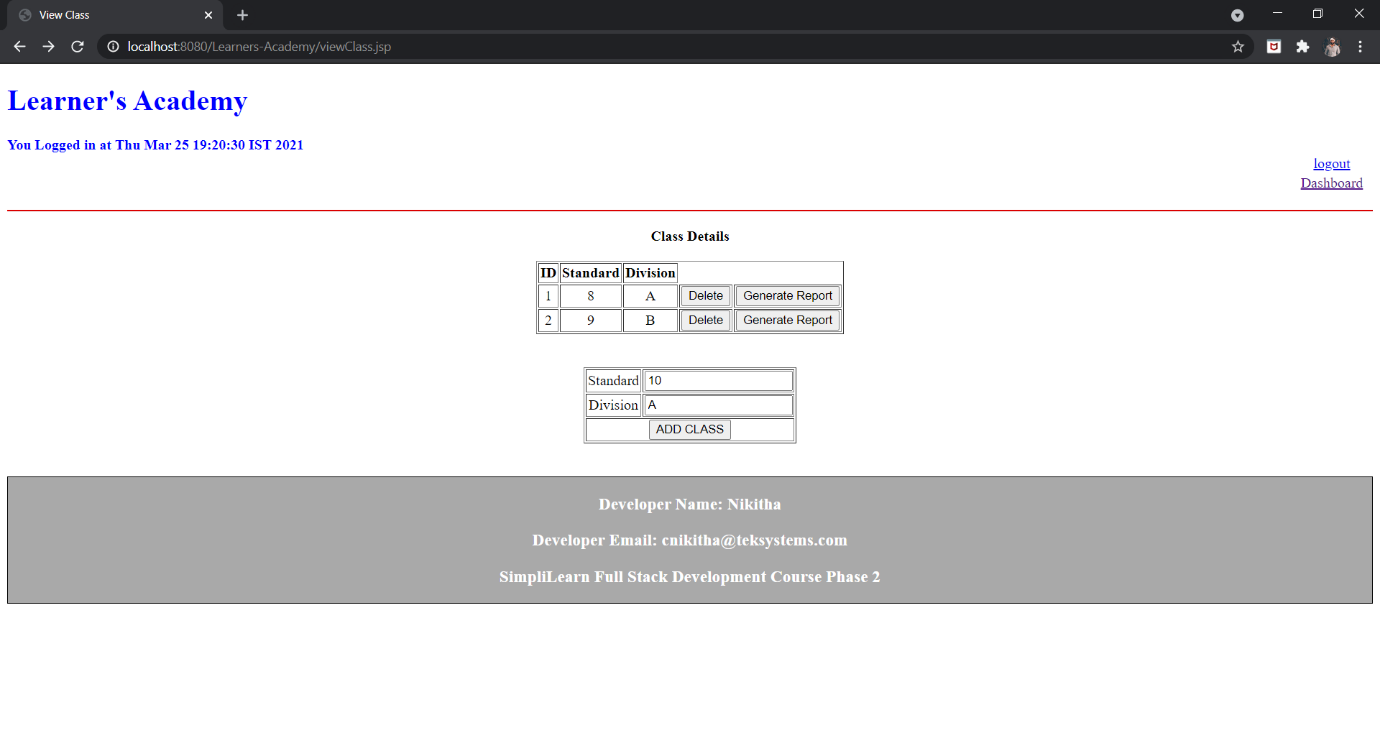 View Class
localhost:8080/Learners-Academy/viewClass.jsp
Learner's Academy
You Logged in at Thu Mar 25 19:20:30 IST 2021
logout
Dashboard
Class Details
ID Standard Division
1 8 A Delete Generate Report
2 9 B Delete Generate Report
Standard 10
Division A
ADD CLASS
Developer Name: Nikitha
Developer Email: cnikitha@teksystems.com
SimpliLearn Full Stack Development Course Phase 2